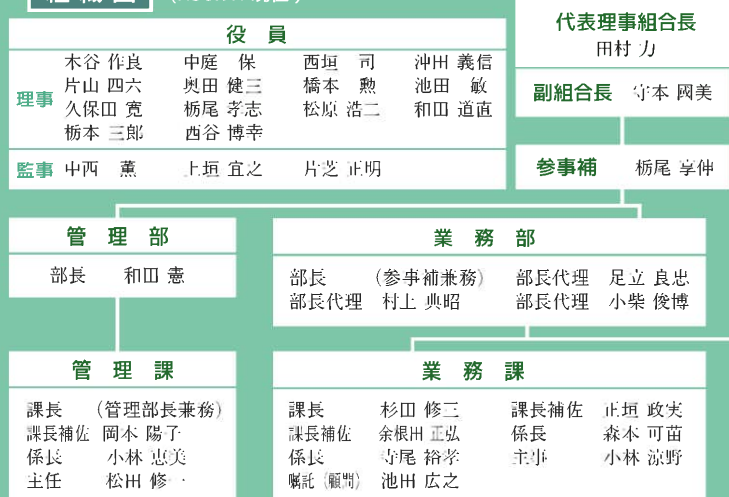 役員
理事
木谷 作良 中庭 保 西垣 司 沖田 義信
片山 四六 奥田 健三 橋本 勲 池田 敏
久保田 寛 栃尾 孝志 松原 浩二 和田 道直
栃本 三郎 西谷 博幸
監事 中西 薫 上垣 宜之 片芝 正明
代表理事組合長
田村 力
副組合長 守本 國美
参事補 栃尾 享伸
管理部
部長 和田 憲
業務部
部長 (参事補兼務) 部長代理 足立 良忠
部長代理 村上 典昭 部長代理 小柴 俊博
管理課
課長 (管理部長兼務)
課長補佐 岡本 陽子
係長 小林 恵美
主任 松田 修一
業務課
課長 杉田 修三 課長補佐 正垣 政実
課長補佐 余根田 正弘 係長 森本 可苗
係長 寺尾 裕孝 主事 小林 涼野
嘱託(顧問) 池田 広之